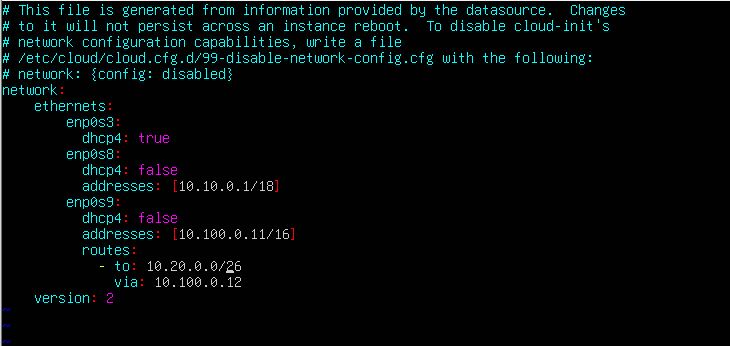 # This file is generated from information provided by the datasource.  Changes
# to it will not persist across an instance reboot.  To disable cloud-init's
# network configuration capabilities, write a file
# /etc/cloud/cloud.cfg.d/99-disable-network-config.cfg with the following:
# network: {config: disabled}
network:
    ethernets:
        enp0s3:
          dhcp4: true
        enp0s8:
          dhcp4: false
          addresses: [10.10.0.1/18]
        enp0s9:
          dhcp4: false
          addresses: [10.100.0.11/16]
          routes:
            - to: 10.20.0.0/26
              via: 10.100.0.12
    version: 2
~
~
~